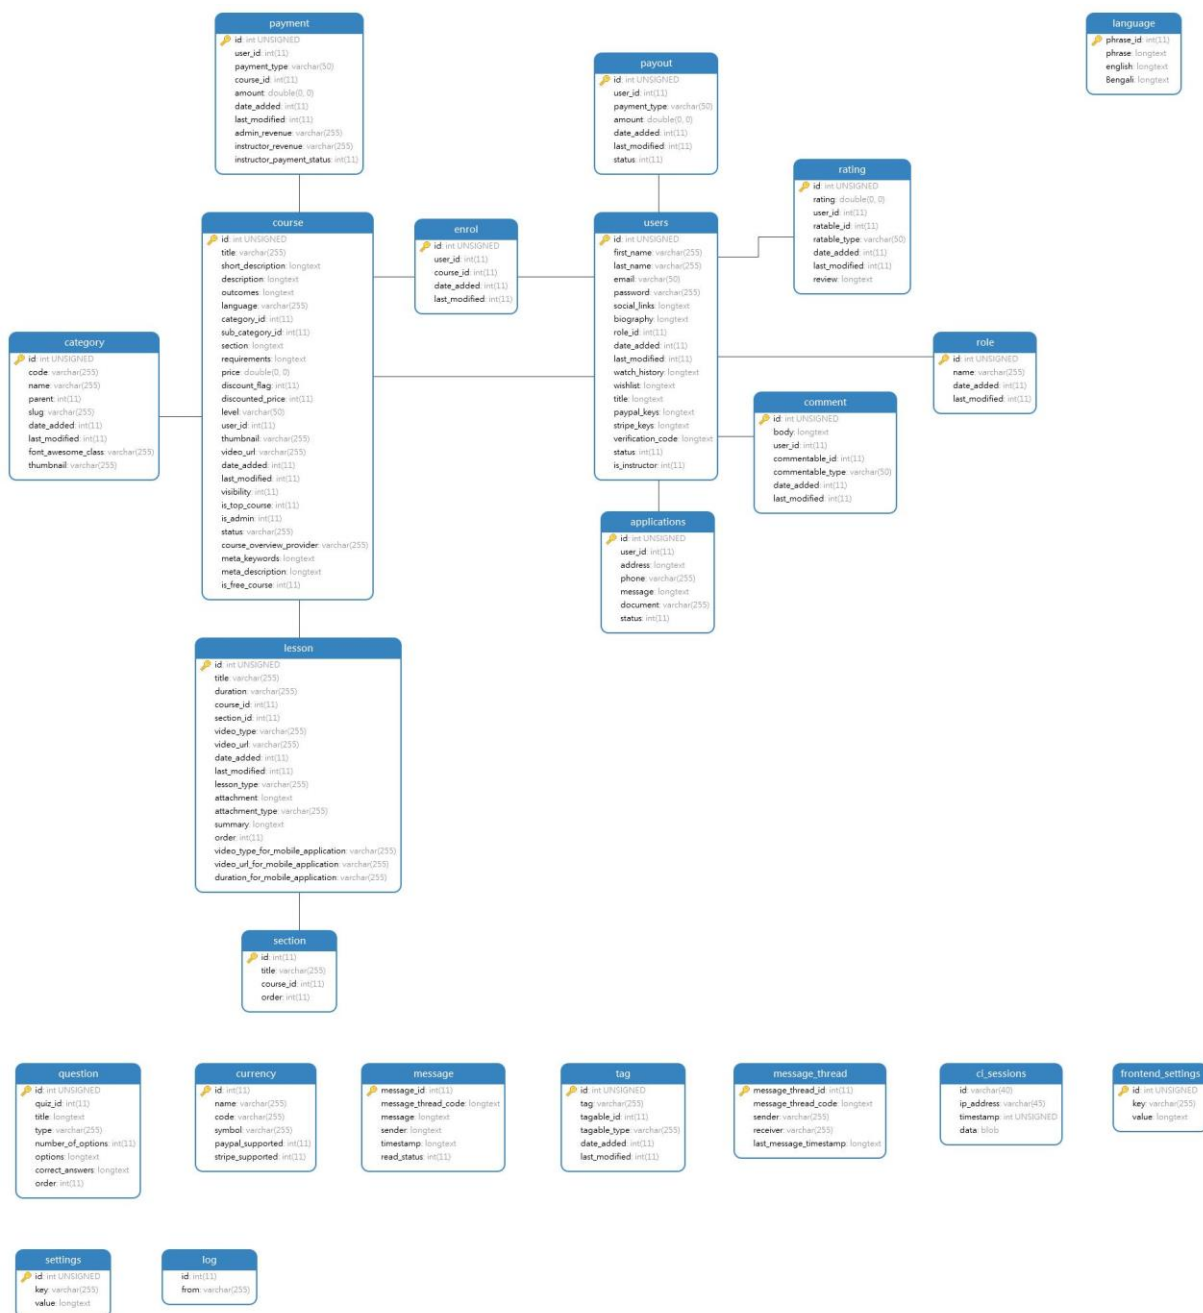 payment
id: int UNSIGNED
user_id: int(11)
payment_type: varchar(50)
course_id: int(11)
amount: double(0, 0)
date_added: int(11)
last_modified: int(11)
admin_revenue: varchar(255)
instructor_revenue: varchar(255)
instructor_payment_status: int(11)
payout
id: int UNSIGNED
user_id: int(11)
payment_type: varchar(50)
amount: double(0, 0)
date_added: int(11)
last_modified: int(11)
status: int(11)
language
phrase_id: int(11)
phrase: longtext
english: longtext
Bengali: longtext
rating
id: int UNSIGNED
rating: double(0, 0)
user_id: int(11)
ratable_id: int(11)
ratable_type: varchar(50)
date_added: int(11)
last_modified: int(11)
review: longtext
course
id: int UNSIGNED
title: varchar(255)
short_description: longtext
description: longtext
outcomes: longtext
language: varchar(255)
category_id: int(11)
sub_category_id: int(11)
section: longtext
requirements: longtext
price: double(0, 0)
discount_flag: int(11)
discounted_price: int(11)
level: varchar(50)
user_id: int(11)
thumbnail: varchar(255)
video_url: varchar(255)
date_added: int(11)
last_modified: int(11)
visibility: int(11)
is_top_course: int(11)
is_admin: int(11)
status: varchar(255)
course_overview_provider: varchar(255)
meta_keywords: longtext
meta_description: longtext
is_free_course: int(11)
enrol
id: int UNSIGNED
user_id: int(11)
course_id: int(11)
date_added: int(11)
last_modified: int(11)
users
id: int UNSIGNED
first_name: varchar(255)
last_name: varchar(255)
email: varchar(50)
password: varchar(255)
social_links: longtext
biography: longtext
role_id: int(11)
date_added: int(11)
last_modified: int(11)
watch_history: longtext
wishlist: longtext
title: longtext
paypal_keys: longtext
stripe_keys: longtext
verification_code: longtext
status: int(11)
is_instructor: int(11)
category
id: int UNSIGNED
code: varchar(255)
name: varchar(255)
parent: int(11)
slug: varchar(255)
date_added: int(11)
last_modified: int(11)
font_awesome_class: varchar(255)
thumbnail: varchar(255)
role
id: int UNSIGNED
name: varchar(255)
date_added: int(11)
last_modified: int(11)
comment
id: int UNSIGNED
body: longtext
user_id: int(11)
commentable_id: int(11)
commentable_type: varchar(50)
date_added: int(11)
last_modified: int(11)
applications
id: int UNSIGNED
user_id: int(11)
address: longtext
phone: varchar(255)
message: longtext
document: varchar(255)
status: int(11)
lesson
id: int UNSIGNED
title: varchar(255)
duration: varchar(255)
course_id: int(11)
section_id: int(11)
video_type: varchar(255)
video_url: varchar(255)
date_added: int(11)
last_modified: int(11)
lesson_type: varchar(255)
attachment: longtext
attachment_type: varchar(255)
summary: longtext
order: int(11)
video_type_for_mobile_application: varchar(255)
video_url_for_mobile_application: varchar(255)
duration_for_mobile_application: varchar(255)
section
id: int(11)
title: varchar(255)
course_id: int(11)
order: int(11)
question
id: int UNSIGNED
quiz_id: int(11)
title: longtext
type: varchar(255)
number_of_options: int(11)
options: longtext
correct_answers: longtext
order: int(11)
currency
id: int(11)
name: varchar(255)
code: varchar(255)
symbol: varchar(255)
paypal_supported: int(11)
stripe_supported: int(11)
message
message_id: int(11)
message_thread_code: longtext
message: longtext
sender: longtext
timestamp: longtext
read_status: int(11)
tag
id: int UNSIGNED
tag: varchar(255)
tagable_id: int(11)
tagable_type: varchar(255)
date_added: int(11)
last_modified: int(11)
message_thread
message_thread_id: int(11)
message_thread_code: longtext
sender: varchar(255)
receiver: varchar(255)
last_message_timestamp: longtext
ci_sessions
id: varchar(40)
ip_address: varchar(45)
timestamp: int UNSIGNED
data: blob
frontend_settings
id: int UNSIGNED
key: varchar(255)
value: longtext
settings
id: int UNSIGNED
key: varchar(255)
value: longtext
log
id: int(11)
from: varchar(255)